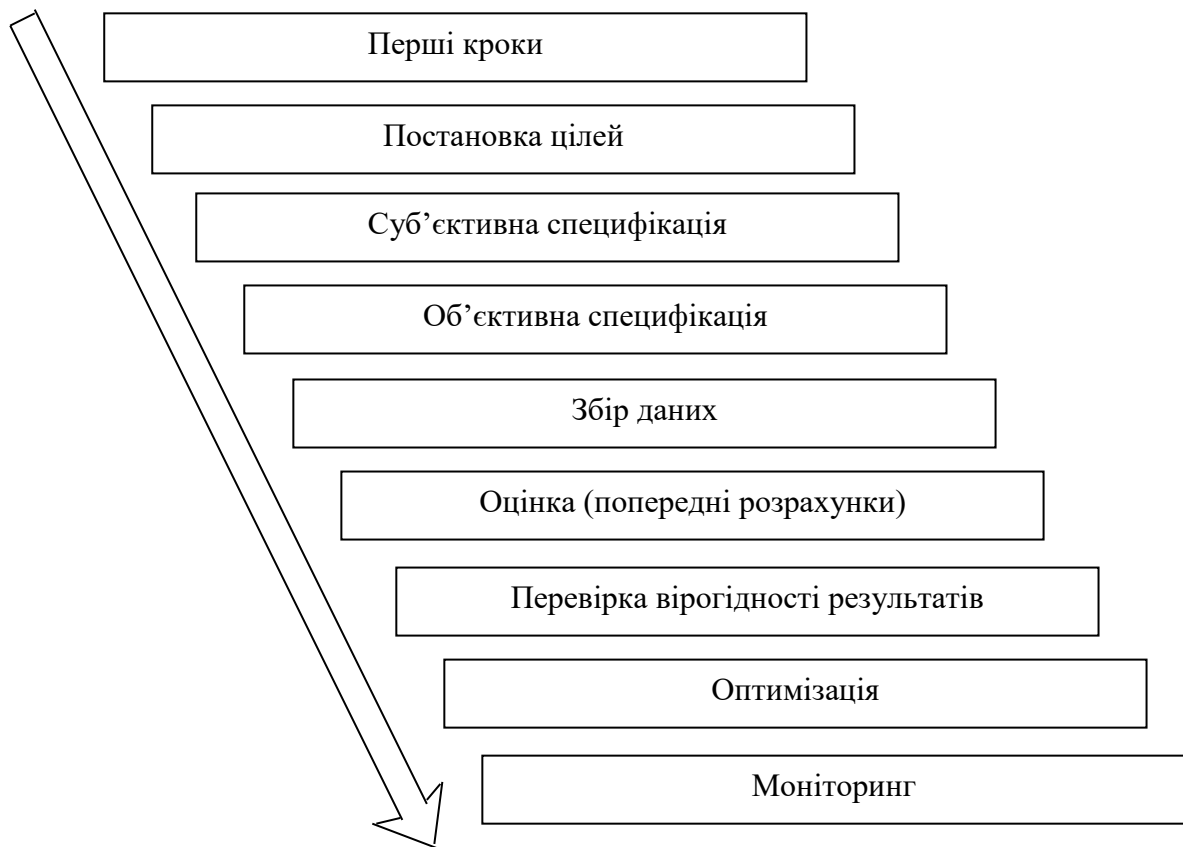 Перші кроки
Постановка цілей
Суб’єктивна специфікація
Об’єктивна специфікація
Збір даних
Оцінка (попередні розрахунки)
Перевірка вірогідності результатів
Оптимізація
Моніторинг